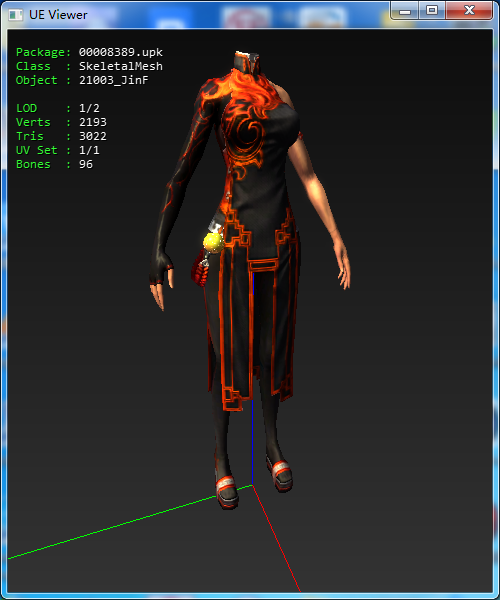 UE Viewer
Package: 00008389.upk
Class : SkeletalMesh
Object : 21003_JinF
LOD : 1/2
Verts : 2193
Tris : 3022
UV Set : 1/1
Bones : 96